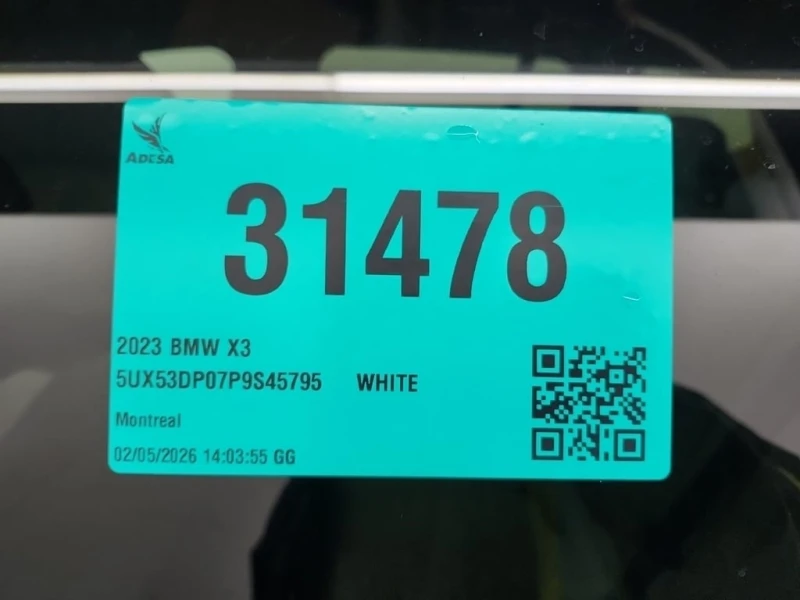 ADESA
31478
2023 BMW X3
5UX53DP07P9S45795 WHITE
Montreal
02/05/2026 14:03:55 GG